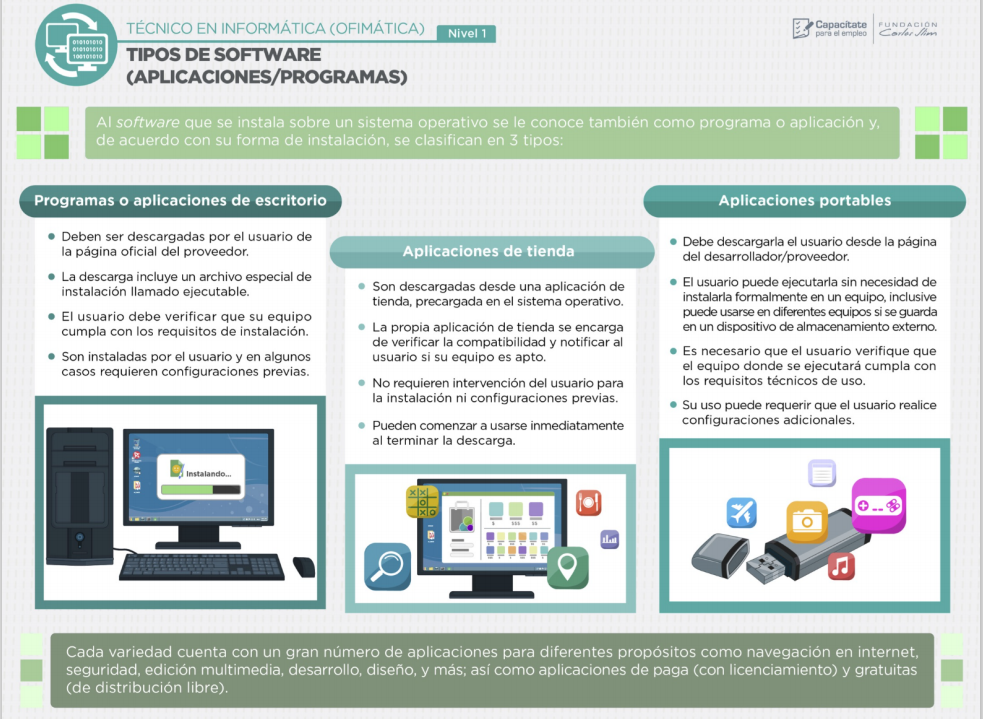 TÉCNICO EN INFORMÁTICA (OFIMÁTICA)
Nivel 1
TIPOS DE SOFTWARE
(APLICACIONES/PROGRAMAS)
Capacítate
para el empleo
FUNDACIÓN
Carlos Slim
010101010
010101010
100101010
Al software que se instala sobre un sistema operativo se le conoce también como programa o aplicación y,
de acuerdo con su forma de instalación, se clasifican en 3 tipos:
Programas o aplicaciones de escritorio
• Deben ser descargadas por el usuario de
la página oficial del proveedor.
• La descarga incluye un archivo especial de
instalación llamado ejecutable.
• El usuario debe verificar que su equipo
cumpla con los requisitos de instalación.
• Son instaladas por el usuario y en algunos
casos requieren configuraciones previas.
Instalando...
Aplicaciones de tienda
• Son descargadas desde una aplicación de
tienda, precargada en el sistema operativo.
• La propia aplicación de tienda se encarga
de verificar la compatibilidad y notificar al
usuario si su equipo es apto.
• No requieren intervención del usuario para
la instalación ni configuraciones previas.
• Pueden comenzar a usarse inmediatamente
al terminar la descarga.
$ $$$ $$
Aplicaciones portables
• Debe descargarla el usuario desde la página
del desarrollador/proveedor.
• El usuario puede ejecutarla sin necesidad de
instalarla formalmente en un equipo, inclusive
puede usarse en diferentes equipos si se guarda
en un dispositivo de almacenamiento externo.
• Es necesario que el usuario verifique que
el equipo donde se ejecutará cumpla con
los requisitos técnicos de uso.
• Su uso puede requerir que el usuario realice
configuraciones adicionales.
Cada variedad cuenta con un gran número de aplicaciones para diferentes propósitos como navegación en internet,
seguridad, edición multimedia, desarrollo, diseño, y más; así como aplicaciones de paga (con licenciamiento) y gratuitas
(de distribución libre).